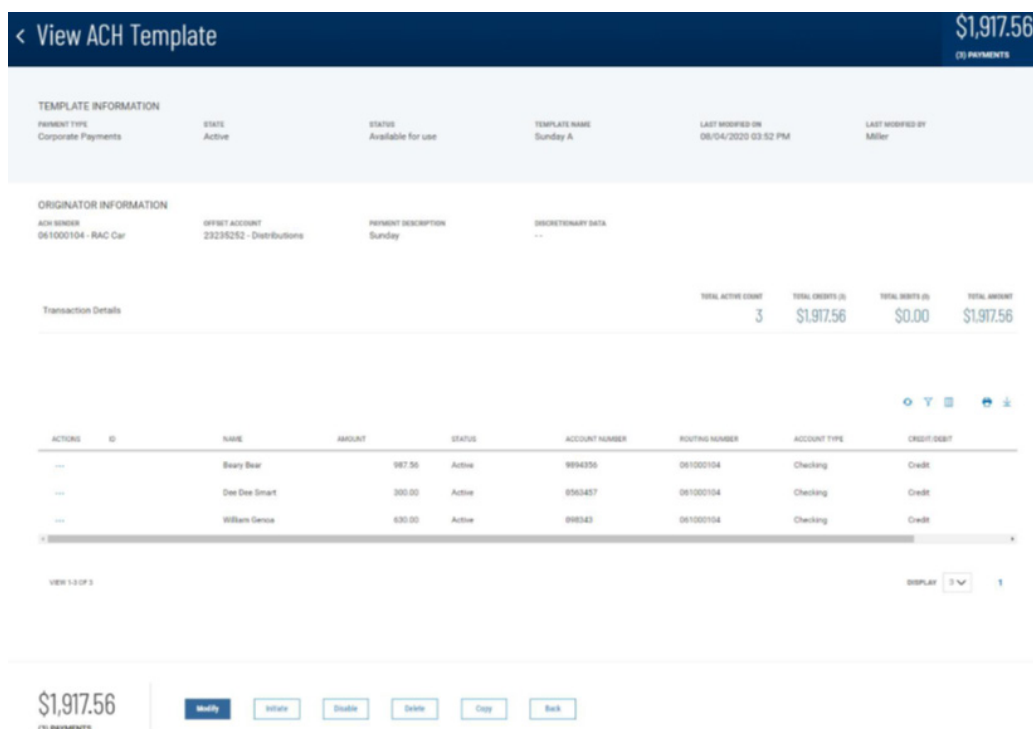 < View ACH Template
$1,917.56
(3) PAYMENTS
TEMPLATE INFORMATION
PAYMENT TYPE STATE STATUS TEMPLATE NAME LAST MODIFIED ON LAST MODIFIED BY
Corporate Payments Active Available for use Sunday A 08/04/2020 03:52 PM Miller
ORIGINATOR INFORMATION
ACH SENDER OFFSET ACCOUNT PAYMENT DESCRIPTION DISCRETIONARY DATA
061000104 - RAC Car 23235252 - Distributions Sunday --
TOTAL ACTIVE COUNT TOTAL CREDITS (3) TOTAL DEBITS (0) TOTAL AMOUNT
Transaction Details 3 $1,917.56 $0.00 $1,917.56
ACTIONS ID NAME AMOUNT STATUS ACCOUNT NUMBER ROUTING NUMBER ACCOUNT TYPE CREDIT/DEBIT
... Beary Bear 987.56 Active 9894356 061000104 Checking Credit
... Dee Dee Smart 300.00 Active 8563457 061000104 Checking Credit
... William Genoa 630.00 Active 898343 061000104 Checking Credit
VIEW 1-3 OF 3 DISPLAY 1
$1,917.56 Modify Initiate Disable Delete Copy Back
(3) PAYMENTS